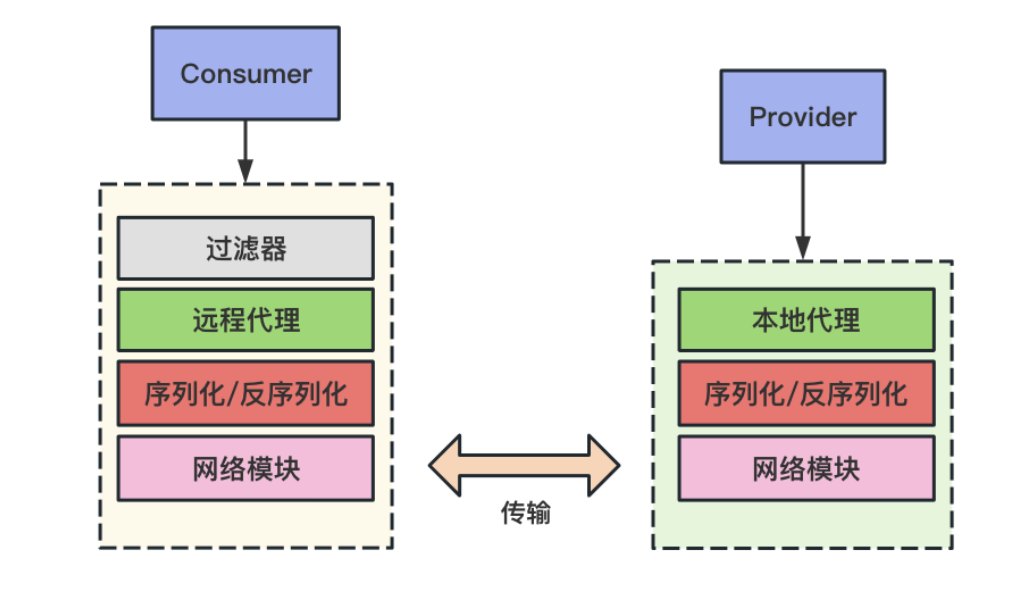 Consumer
过滤器
远程代理
序列化/反序列化
网络模块
传输
Provider
本地代理
序列化/反序列化
网络模块